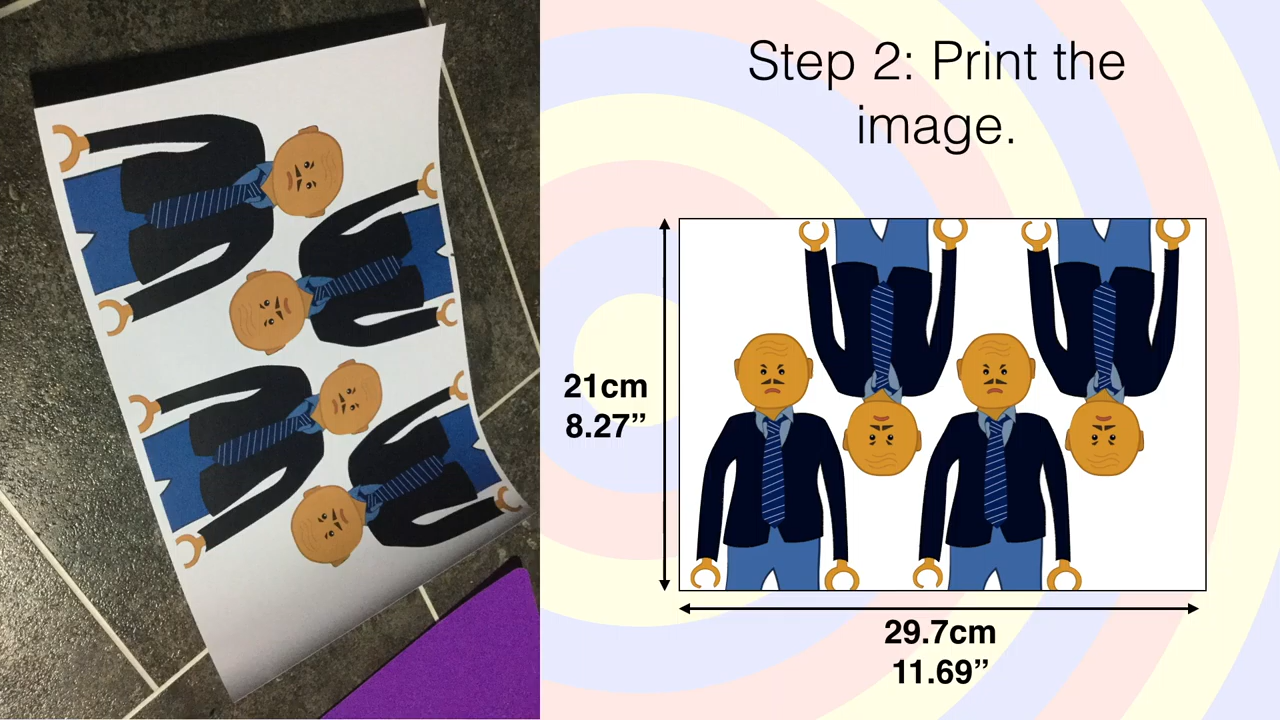 Step 2: Print the
image.
21cm
8.27”
29.7cm
11.69”